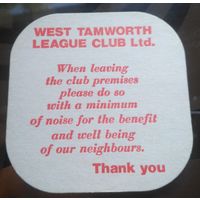 WEST TAMWORTH
LEAGUE CLUB Ltd.
When leaving
the club premises
please do so
with a minimum
of noise for the benefit
and well being
of our neighbours.
Thank you